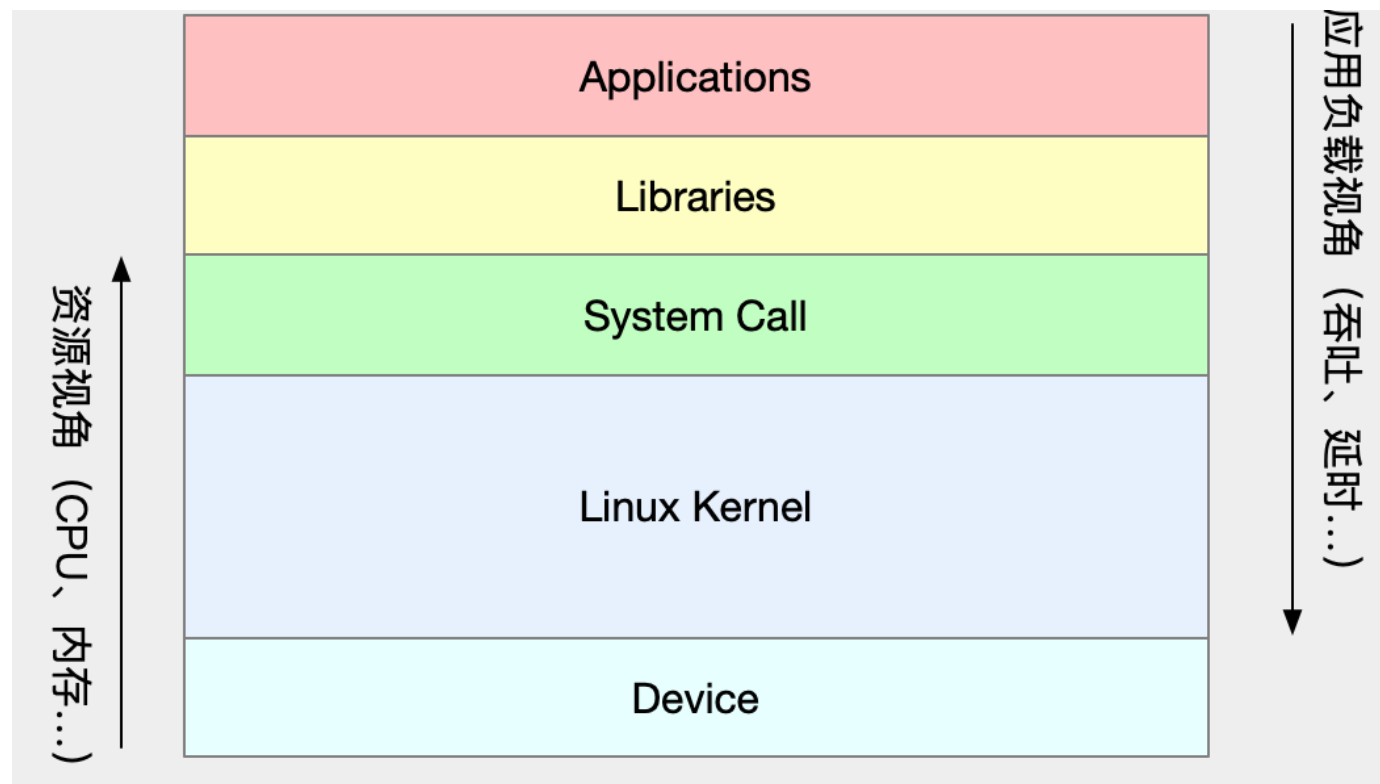 Applications
Libraries
System Call
Linux Kernel
Device
资源视角（CPU、内存...）
应用负载视角（吞吐、延时...）